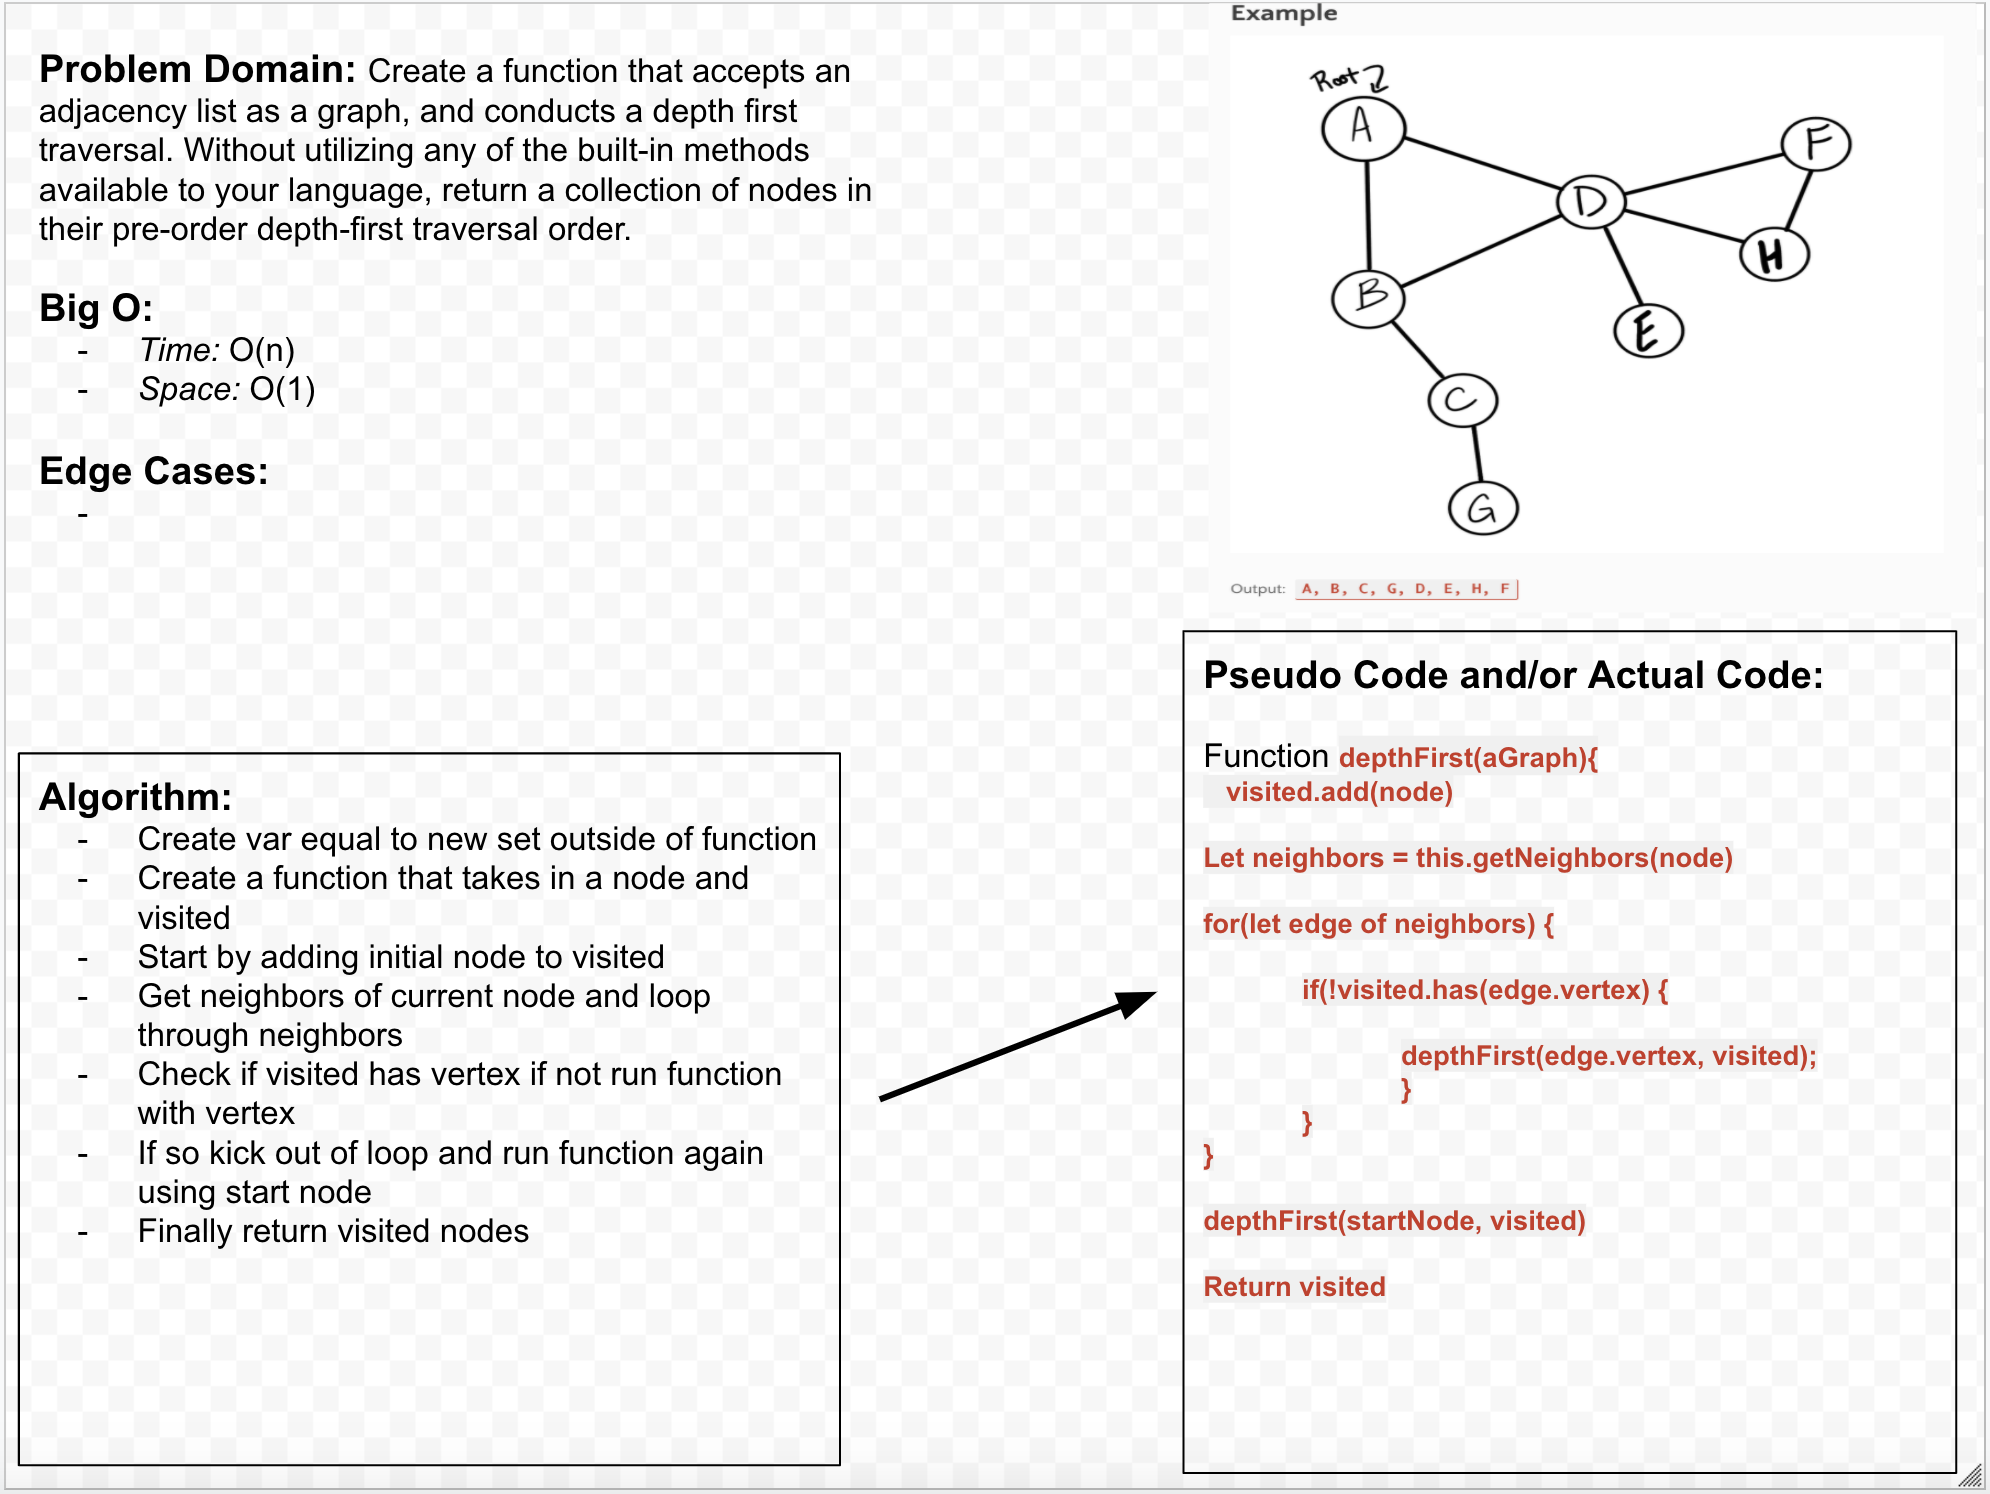 Problem Domain: Create a function that accepts an
adjacency list as a graph, and conducts a depth first
traversal. Without utilizing any of the built-in methods
available to your language, return a collection of nodes in
their pre-order depth-first traversal order.
Big O:
- Time: O(n)
- Space: O(1)
Edge Cases:
-
Example
Root
A
F
D
H
B
E
C
G
Output: A, B, C, G, D, E, H, F
Algorithm:
- Create var equal to new set outside of function
- Create a function that takes in a node and
visited
- Start by adding initial node to visited
- Get neighbors of current node and loop
through neighbors
- Check if visited has vertex if not run function
with vertex
- If so kick out of loop and run function again
using start node
- Finally return visited nodes
Pseudo Code and/or Actual Code:
Function depthFirst(aGraph){
visited.add(node)
Let neighbors = this.getNeighbors(node)
for(let edge of neighbors) {
if(!visited.has(edge.vertex) {
depthFirst(edge.vertex, visited);
}
}
}
depthFirst(startNode, visited)
Return visited